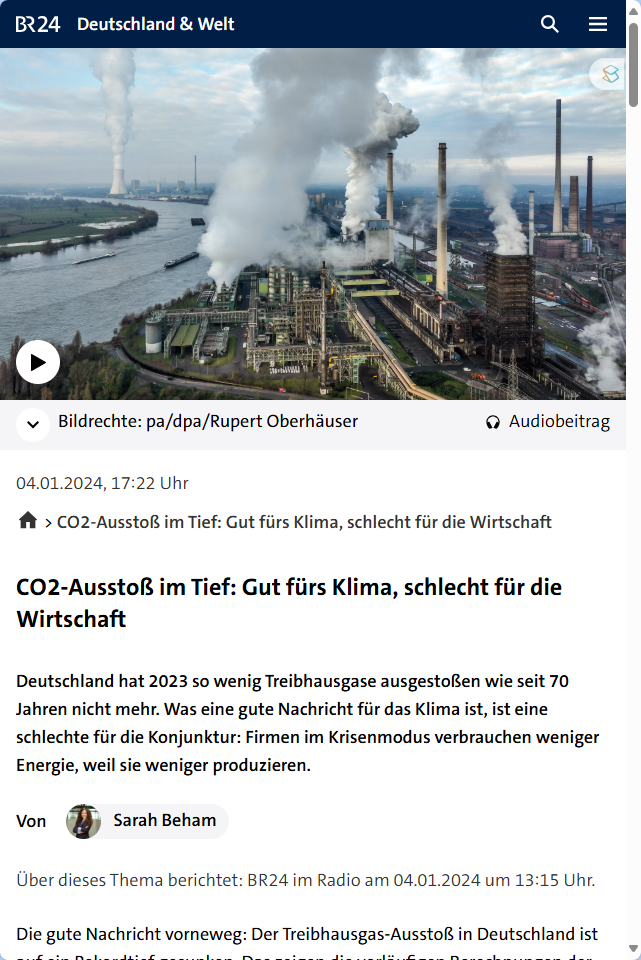 BR24 Deutschland & Welt
Bildrechte: pa/dpa/Rupert Oberhäuser
Audiobeitrag
04.01.2024, 17:22 Uhr
> CO2-Ausstoß im Tief: Gut fürs Klima, schlecht für die Wirtschaft
CO2-Ausstoß im Tief: Gut fürs Klima, schlecht für die
Wirtschaft
Deutschland hat 2023 so wenig Treibhausgase ausgestoßen wie seit 70
Jahren nicht mehr. Was eine gute Nachricht für das Klima ist, ist eine
schlechte für die Konjunktur: Firmen im Krisenmodus verbrauchen weniger
Energie, weil sie weniger produzieren.
Von Sarah Beham
Über dieses Thema berichtet: BR24 im Radio am 04.01.2024 um 13:15 Uhr.
Die gute Nachricht vorneweg: Der Treibhausgas-Ausstoß in Deutschland ist
auf ein Rekordtief gesunken. Das zeigen die vorläufigen Berechnungen der